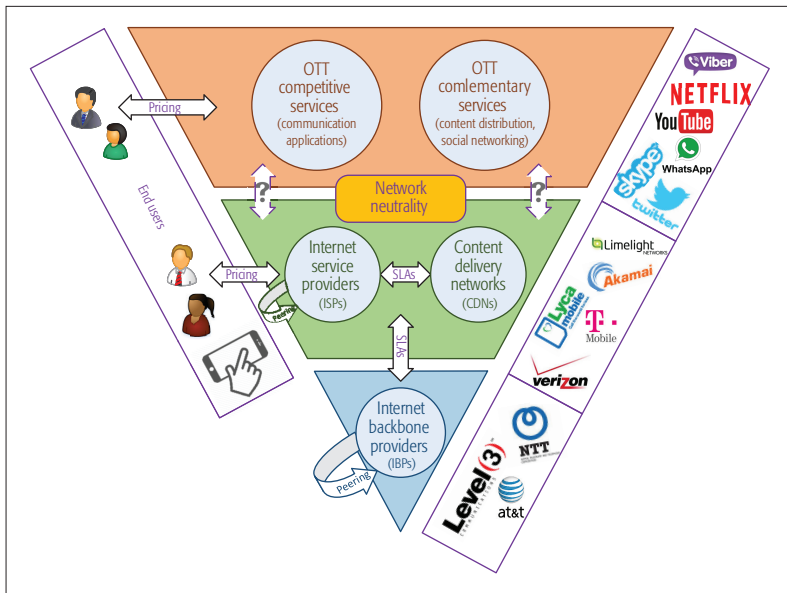 OTT
competitive
services
(communication
applications)
OTT
comlementary
services
(content distribution,
social networking)
Pricing
?
?
Network
neutrality
End users
Internet
service
providers
(ISPs)
Content
delivery
networks
(CDNs)
Pricing
SLAs
Peering
SLAs
Internet
backbone
providers
(IBPs)
Peering
Viber
NETFLIX
YouTube
WhatsApp
skype
twitter
Limelight
NETWORKS
Akamai
Lyca
mobile
T
Mobile
verizon
NTT
Level(3)
COMMUNICATIONS
at&t